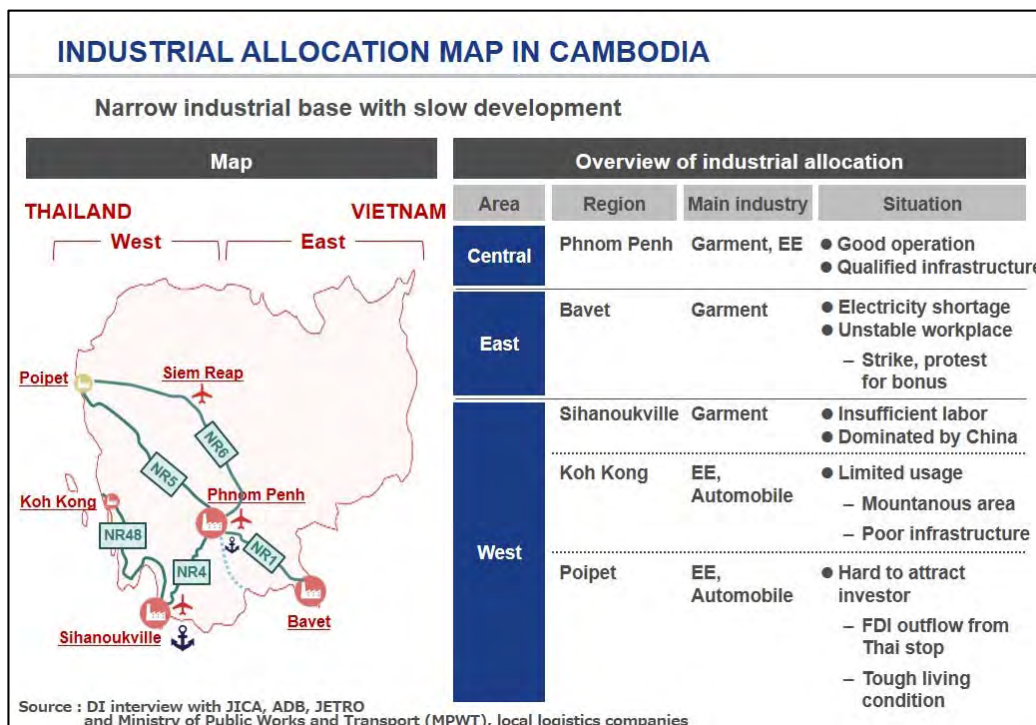 INDUSTRIAL ALLOCATION MAP IN CAMBODIA
Narrow industrial base with slow development
Map
THAILAND VIETNAM
West East
Poipet
Siem Reap
NR6
NR5
Phnom Penh
Koh Kong
NR48
NR4
NR1
Bavet
Sihanoukville
Overview of industrial allocation
Area Region Main industry Situation
Central Phnom Penh Garment, EE ● Good operation
● Qualified infrastructure
East Bavet Garment ● Electricity shortage
● Unstable workplace
– Strike, protest
for bonus
West
Sihanoukville Garment ● Insufficient labor
● Dominated by China
Koh Kong EE, ● Limited usage
Automobile – Mountanous area
– Poor infrastructure
Poipet EE, ● Hard to attract
Automobile investor
– FDI outflow from
Thai stop
– Tough living
condition
Source : DI interview with JICA, ADB, JETRO
and Ministry of Public Works and Transport (MPWT), local logistics companies